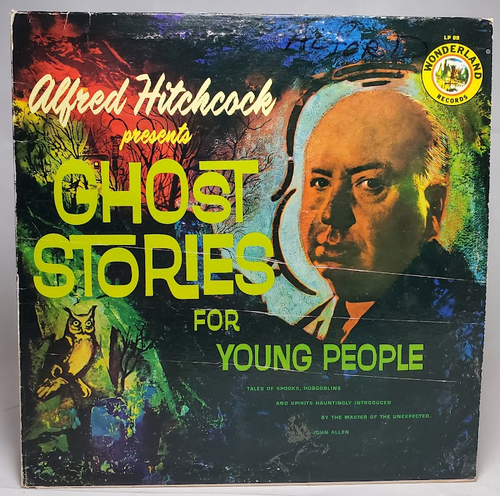 LP 89
WONDERLAND
RECORDS
Alfred Hitchcock
presents
GHOST
STORIES
FOR
YOUNG PEOPLE
TALES OF SPOOKS, HOBGOBLINS
AND SPIRITS HAUNTINGLY INTRODUCED
BY THE MASTER OF THE UNEXPECTED.
JOHN ALLEN